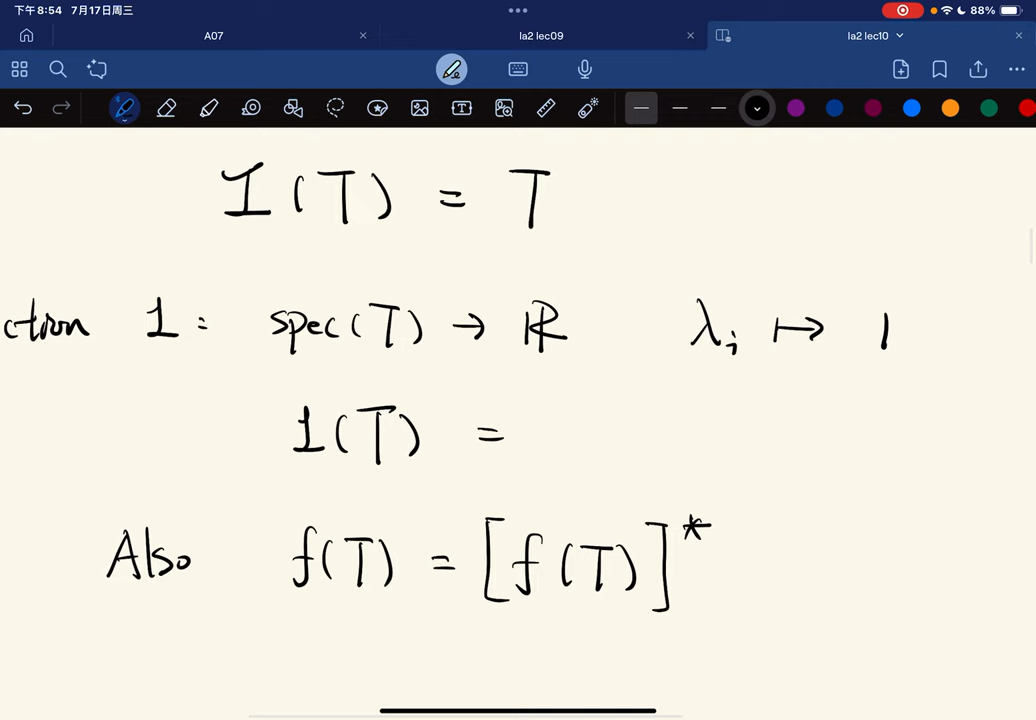 下午8:54 7月17日周三
88%
A07
la2 lec09
la2 lec10
1(T) = T
ction 1: spec(T) → ℝ λᵢ ↦ 1
1(T) =
Also f(T) = [f(T)]*